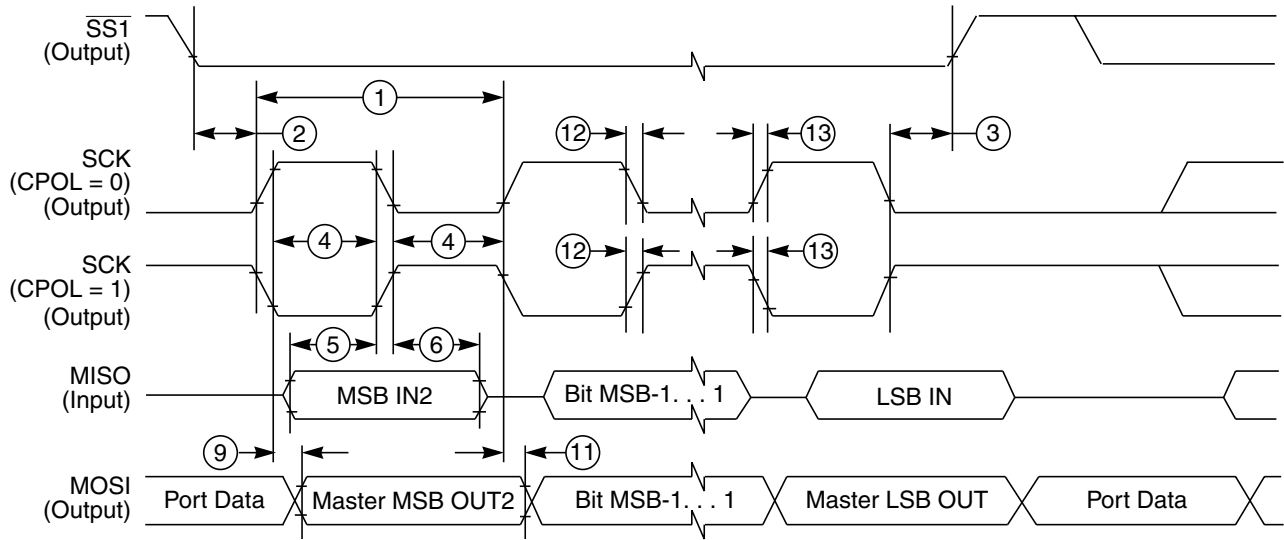 SS1
(Output)
1
2
12
13
3
SCK
(CPOL = 0)
(Output)
4
4
SCK
(CPOL = 1)
(Output)
12
13
5
6
MISO
(Input)
MSB IN2
Bit MSB-1. . . 1
LSB IN
9
11
MOSI
(Output)
Port Data
Master MSB OUT2
Bit MSB-1. . . 1
Master LSB OUT
Port Data